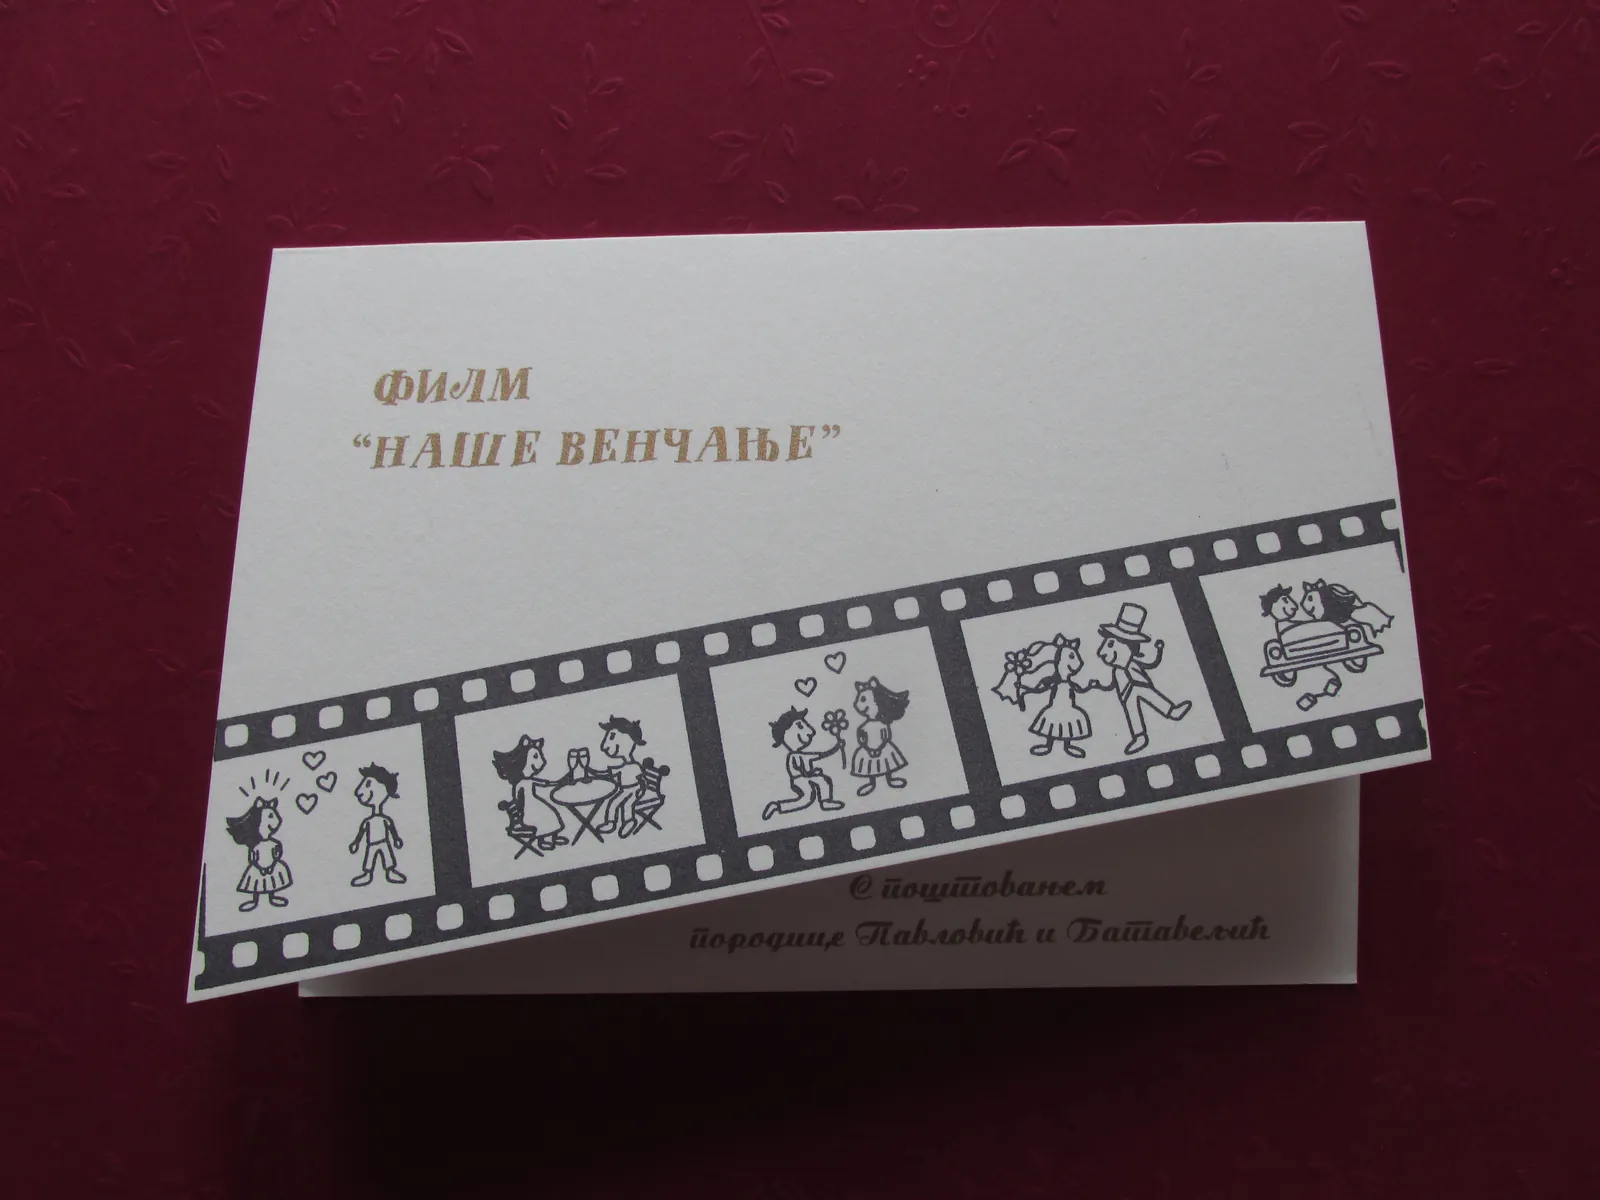 ФИЛМ
“НАШЕ ВЕНЧАЊЕ”
С поштовањем
породице Павловић и Батавељић